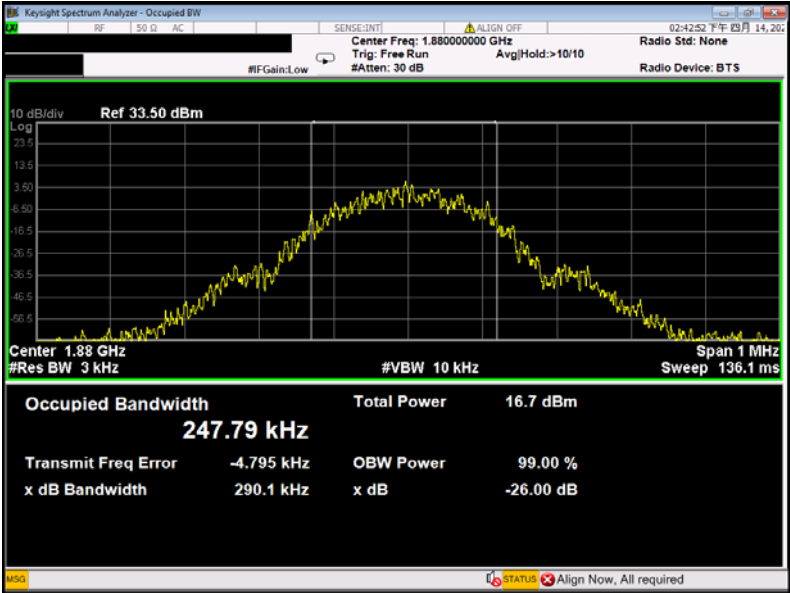 Keysight Spectrum Analyzer - Occupied BW
RF 50 Ω AC SENSE:INT ALIGN OFF 02:42:52 下午 四月 14, 202
Center Freq: 1.880000000 GHz Radio Std: None
Trig: Free Run Avg|Hold:>10/10
#IFGain:Low #Atten: 30 dB Radio Device: BTS
10 dB/div Ref 33.50 dBm
Log
23.5
13.5
3.50
-6.50
-16.5
-26.5
-36.5
-46.5
-56.5
Center 1.88 GHz Span 1 MHz
#Res BW 3 kHz #VBW 10 kHz Sweep 136.1 ms
Occupied Bandwidth Total Power 16.7 dBm
247.79 kHz
Transmit Freq Error -4.795 kHz OBW Power 99.00 %
x dB Bandwidth 290.1 kHz x dB -26.00 dB
MSG STATUS Align Now, All required